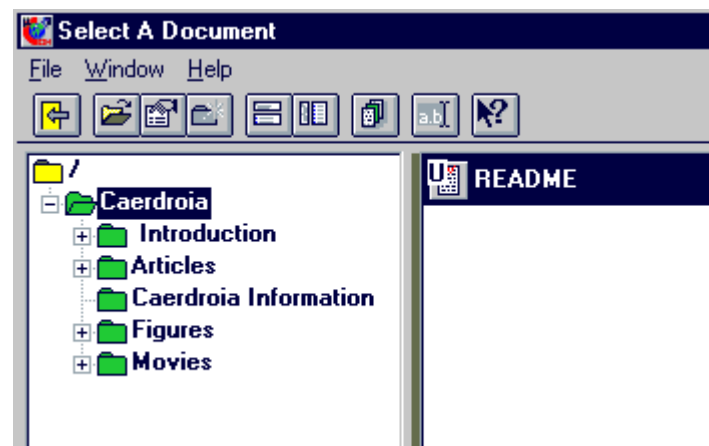 Select A Document
File Window Help
a.b
/
Caerdroia
README
Introduction
Articles
Caerdroia Information
Figures
Movies